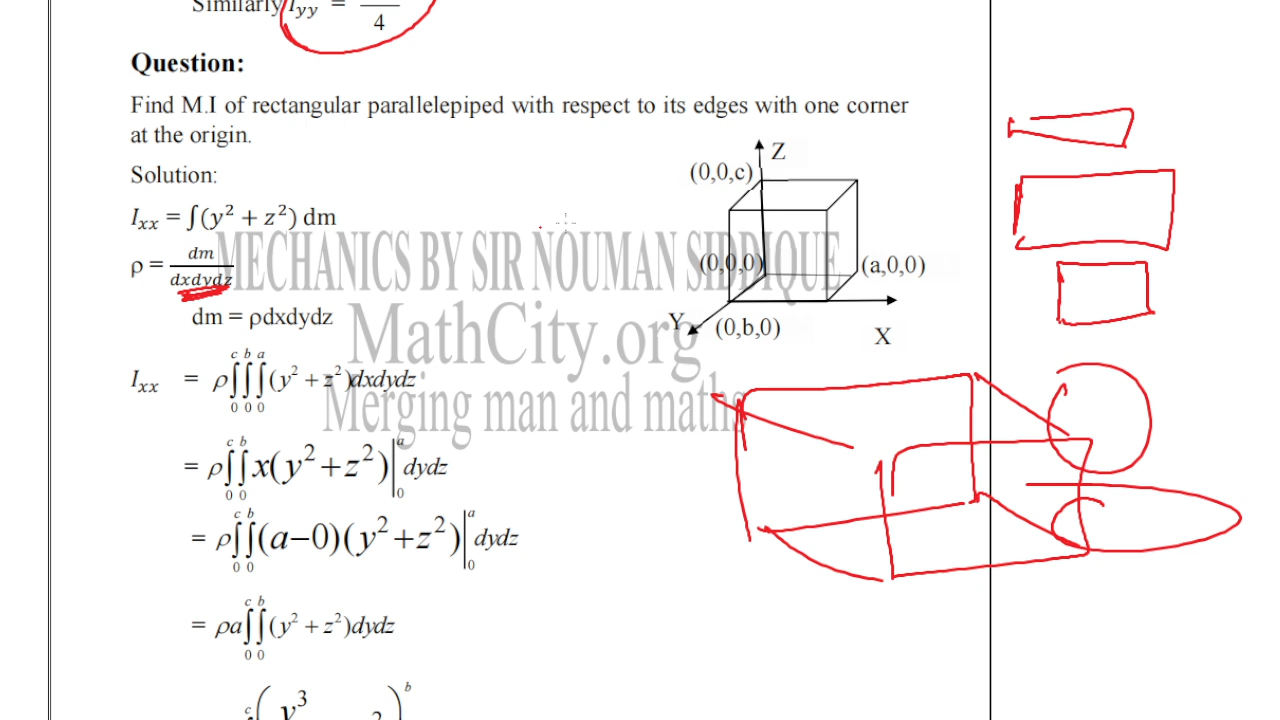 Similarly I_yy = 
4
Question:
Find M.I of rectangular parallelepiped with respect to its edges with one corner
at the origin.
Solution:
Z
(0,0,c)
(0,0,0)
(a,0,0)
Y
(0,b,0)
X
I_xx = ∫(y² + z²) dm
ρ = dm/dxdydz
dm = ρdxdydz
MECHANICS BY SIR NOUMAN SIDDIQUE
MathCity.org
Merging man and maths
I_xx = ρ∫₀^c ∫₀^b ∫₀^a (y² + z²)dxdydz
= ρ∫₀^c ∫₀^b x(y² + z²)|₀^a dydz
= ρ∫₀^c ∫₀^b (a−0)(y² + z²)|₀^a dydz
= ρa∫₀^c ∫₀^b (y² + z²)dydz
c ( y³ 2 ) b